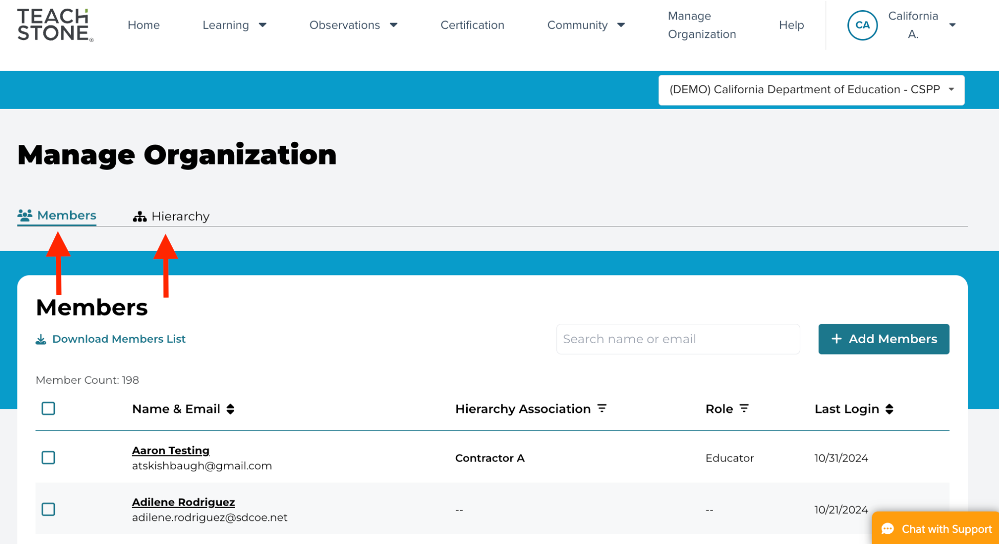 TEACH
STONE®
Home
Learning
Observations
Certification
Community
Manage
Organization
Help
CA
California
A.
(DEMO) California Department of Education - CSPP
Manage Organization
Members
Hierarchy
Members
Download Members List
Search name or email
+ Add Members
Member Count: 198
Name & Email
Hierarchy Association
Role
Last Login
Aaron Testing
atskishbaugh@gmail.com
Contractor A
Educator
10/31/2024
Adilene Rodriguez
adilene.rodriguez@sdcoe.net
--
--
10/21/2024
Chat with Support